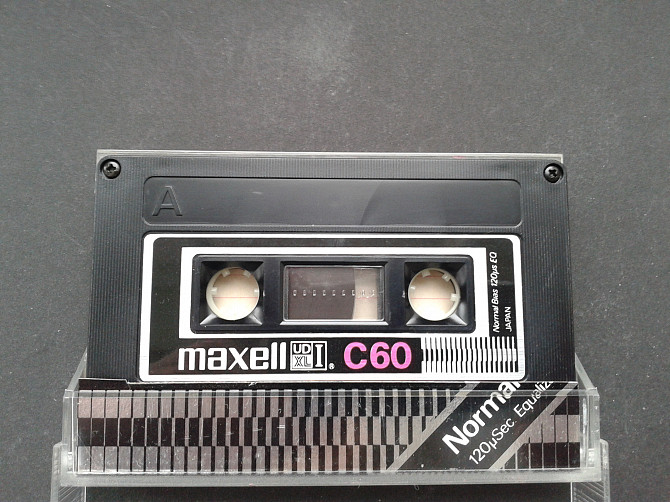 A
Normal Bias 120µs EQ
JAPAN
maxell UD XL I ® C60
Normal
120µSec. Equaliz